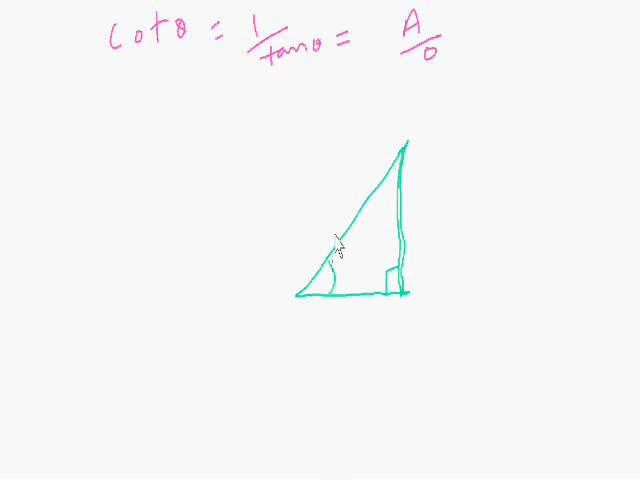 cotθ = 1/tanθ = A/O